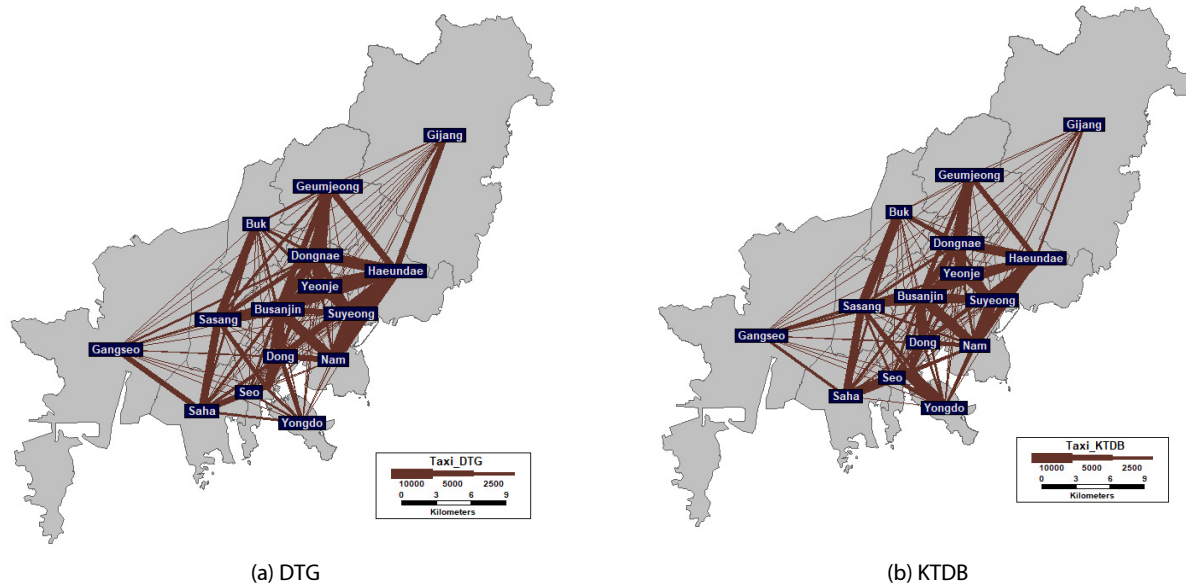 Gijang
Geumjeong
Buk
Dongnae
Haeundae
Yeonje
Busanjin
Suyeong
Sasang
Gangseo
Dong
Nam
Seo
Saha
Yongdo
Taxi_DTG
10000 5000 2500
0 3 6 9
Kilometers
(a) DTG
Gijang
Geumjeong
Buk
Dongnae
Haeundae
Yeonje
Busanjin
Suyeong
Sasang
Gangseo
Dong
Nam
Seo
Saha
Yongdo
Taxi_KTDB
10000 5000 2500
0 3 6 9
Kilometers
(b) KTDB